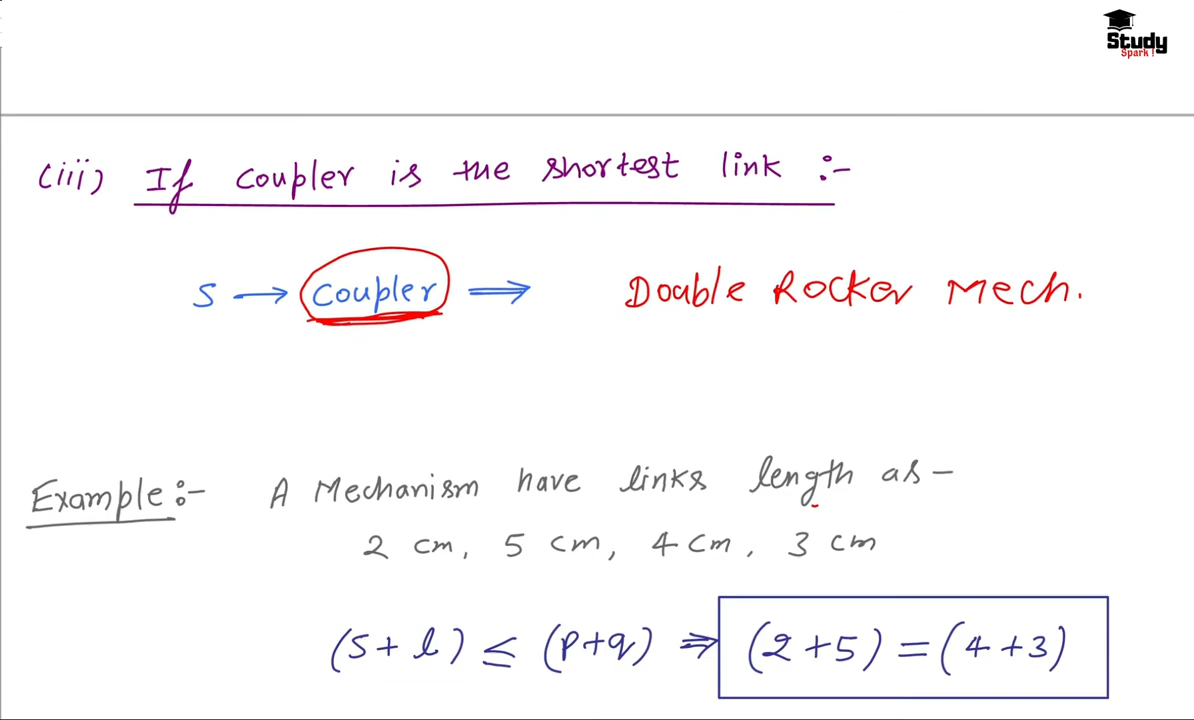 Study
Spark!
(iii) If coupler is the shortest link :-
S → Coupler ⇒ Double Rocker Mech.
Example :- A Mechanism have links length as -
2 cm, 5 cm, 4 cm, 3 cm
(S + l) ≤ (p+q) ⇒ (2+5) = (4+3)